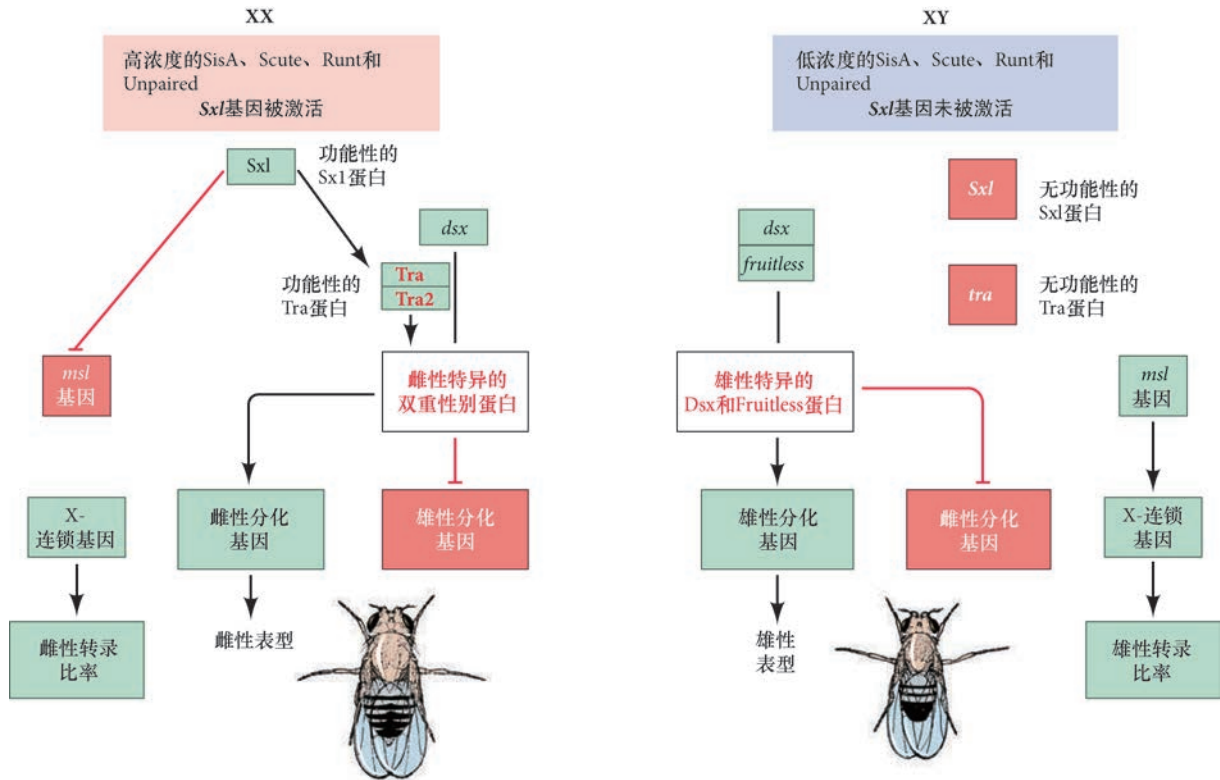 XX
高浓度的SisA、Scute、Runt和
Unpaired
Sxl基因被激活
Sxl
功能性的
Sx1蛋白
dsx
功能性的
Tra蛋白
Tra
Tra2
msl
基因
雌性特异的
双重性别蛋白
X-
连锁基因
雌性分化
基因
雄性分化
基因
雌性转录
比率
雌性表型
XY
低浓度的SisA、Scute、Runt和
Unpaired
Sxl基因未被激活
Sxl
无功能性的
Sxl蛋白
dsx
fruitless
tra
无功能性的
Tra蛋白
雄性特异的
Dsx和Fruitless蛋白
msl
基因
雄性分化
基因
雌性分化
基因
X-连锁
基因
雄性
表型
雄性转录
比率